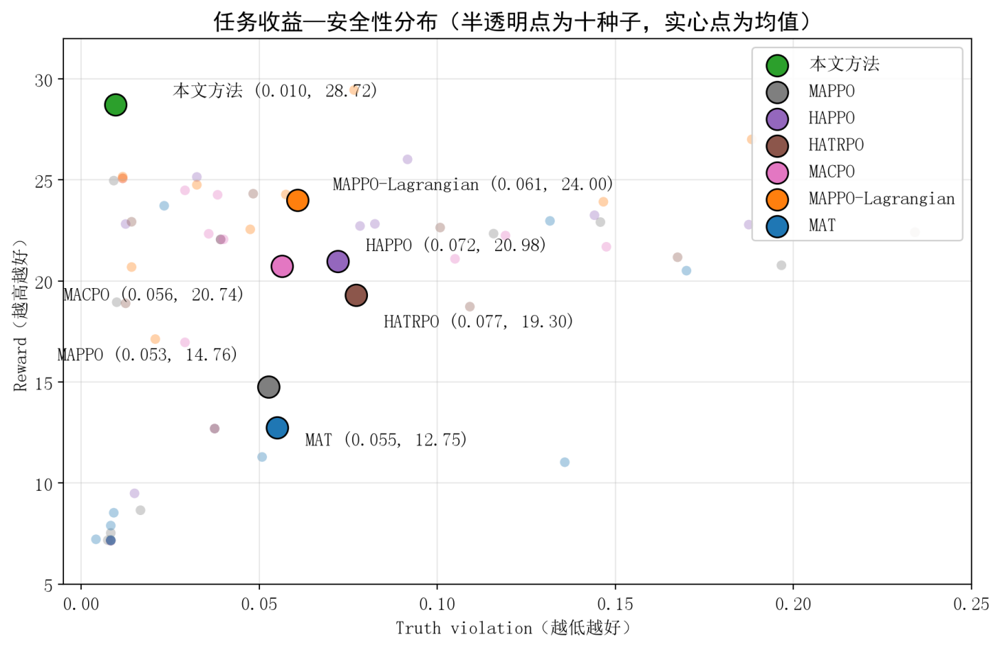 任务收益—安全性分布（半透明点为十种子，实心点为均值）
本文方法
MAPPO
HAPPO
HATRPO
MACPO
MAPPO-Lagrangian
MAT
本文方法 (0.010, 28.72)
MAPPO-Lagrangian (0.061, 24.00)
HAPPO (0.072, 20.98)
MACPO (0.056, 20.74)
HATRPO (0.077, 19.30)
MAPPO (0.053, 14.76)
MAT (0.055, 12.75)
Reward（越高越好）
30
25
20
15
10
5
0.00 0.05 0.10 0.15 0.20 0.25
Truth violation（越低越好）